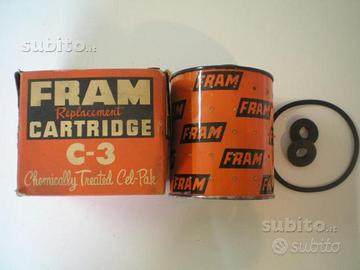 subito.it
FRAM
Replacement
CARTRIDGE
C-3
Chemically Treated Cel-Pak
FRAM
FRAM
FRAM
FRAM
FRAM
FRAM
subito.it
subito.it